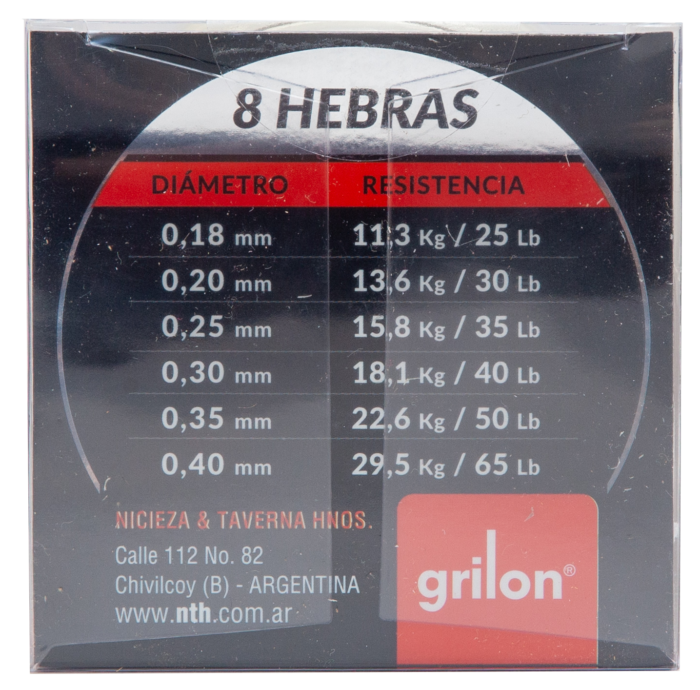 8 HEBRAS
DIÁMETRO RESISTENCIA
0,18 mm 11,3 Kg / 25 Lb
0,20 mm 13,6 Kg / 30 Lb
0,25 mm 15,8 Kg / 35 Lb
0,30 mm 18,1 Kg / 40 Lb
0,35 mm 22,6 Kg / 50 Lb
0,40 mm 29,5 Kg / 65 Lb
NICIEZA & TAVERNA HNOS.
Calle 112 No. 82
Chivilcoy (B) - ARGENTINA
www.nth.com.ar
grilon®